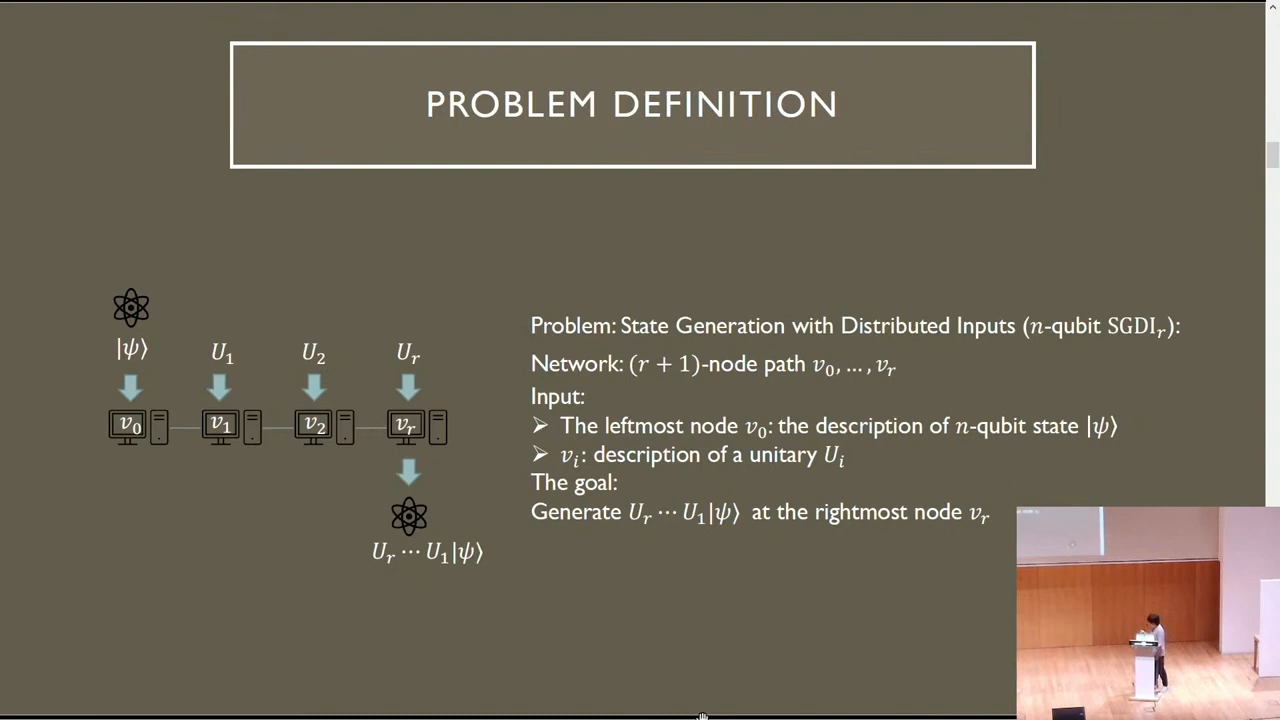 PROBLEM DEFINITION
|ψ⟩ U₁ U₂ Uᵣ
v₀ v₁ v₂ vᵣ
Uᵣ ⋯ U₁|ψ⟩
Problem: State Generation with Distributed Inputs (n-qubit SGDIᵣ):
Network: (r + 1)-node path v₀, … , vᵣ
Input:
➢ The leftmost node v₀: the description of n-qubit state |ψ⟩
➢ vᵢ: description of a unitary Uᵢ
The goal:
Generate Uᵣ ⋯ U₁|ψ⟩ at the rightmost node vᵣ